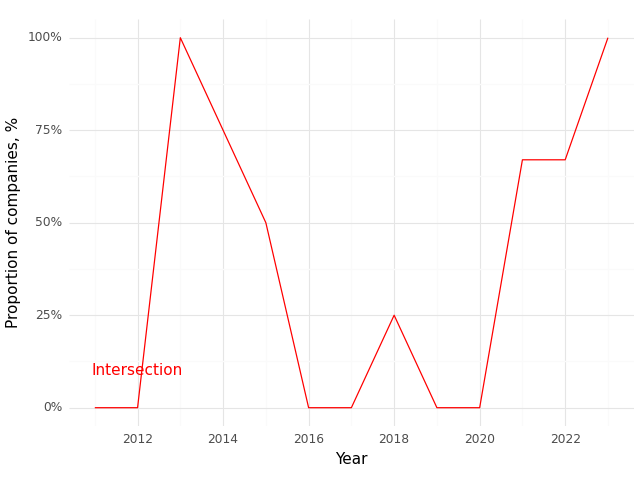 100%
75%
50%
25%
0%
Proportion of companies, %
Intersection
2012 2014 2016 2018 2020 2022
Year